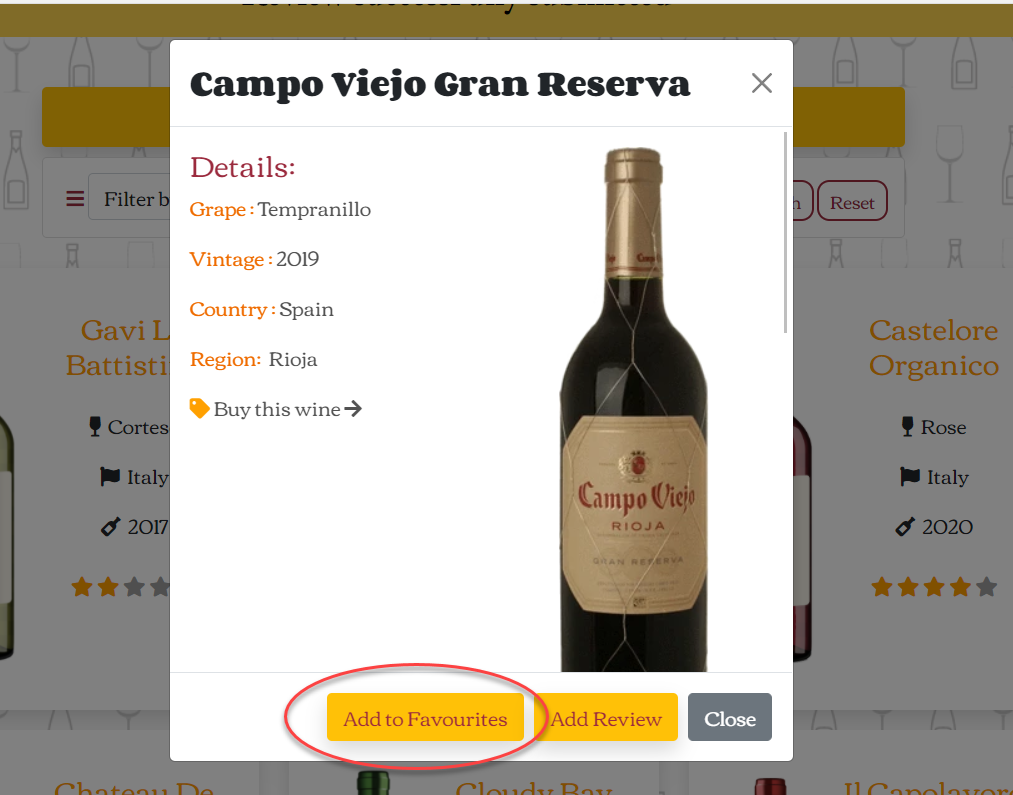 Review successfully submitted
Campo Viejo Gran Reserva
Filter b
Reset
Details:
Grape : Tempranillo
Vintage : 2019
Country : Spain
Region: Rioja
Buy this wine
Gavi L
Battisti
Cortes
Italy
2017
Campo Viejo
RIOJA
GRAN RESERVA
Castelore
Organico
Rose
Italy
2020
Add to Favourites
Add Review
Close
Chateau De
Cloudy Bay
Il Capolavoro